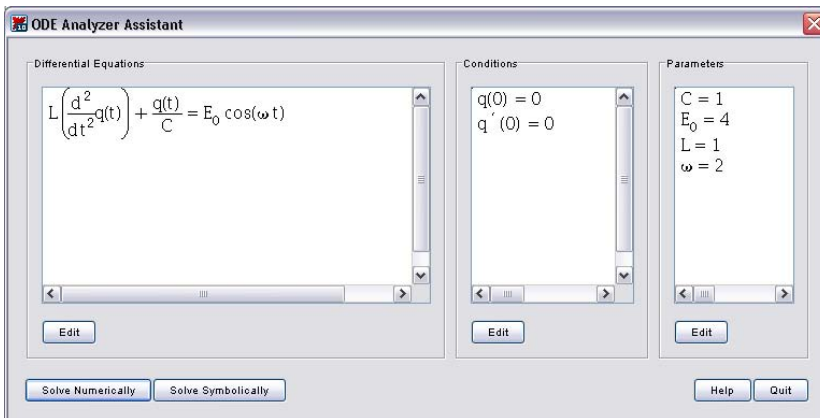 ODE Analyzer Assistant
Differential Equations
L(d²/dt² q(t)) + q(t)/C = E₀ cos(ω t)
Edit
Conditions
q(0) = 0
q´(0) = 0
Edit
Parameters
C = 1
E₀ = 4
L = 1
ω = 2
Edit
Solve Numerically Solve Symbolically Help Quit